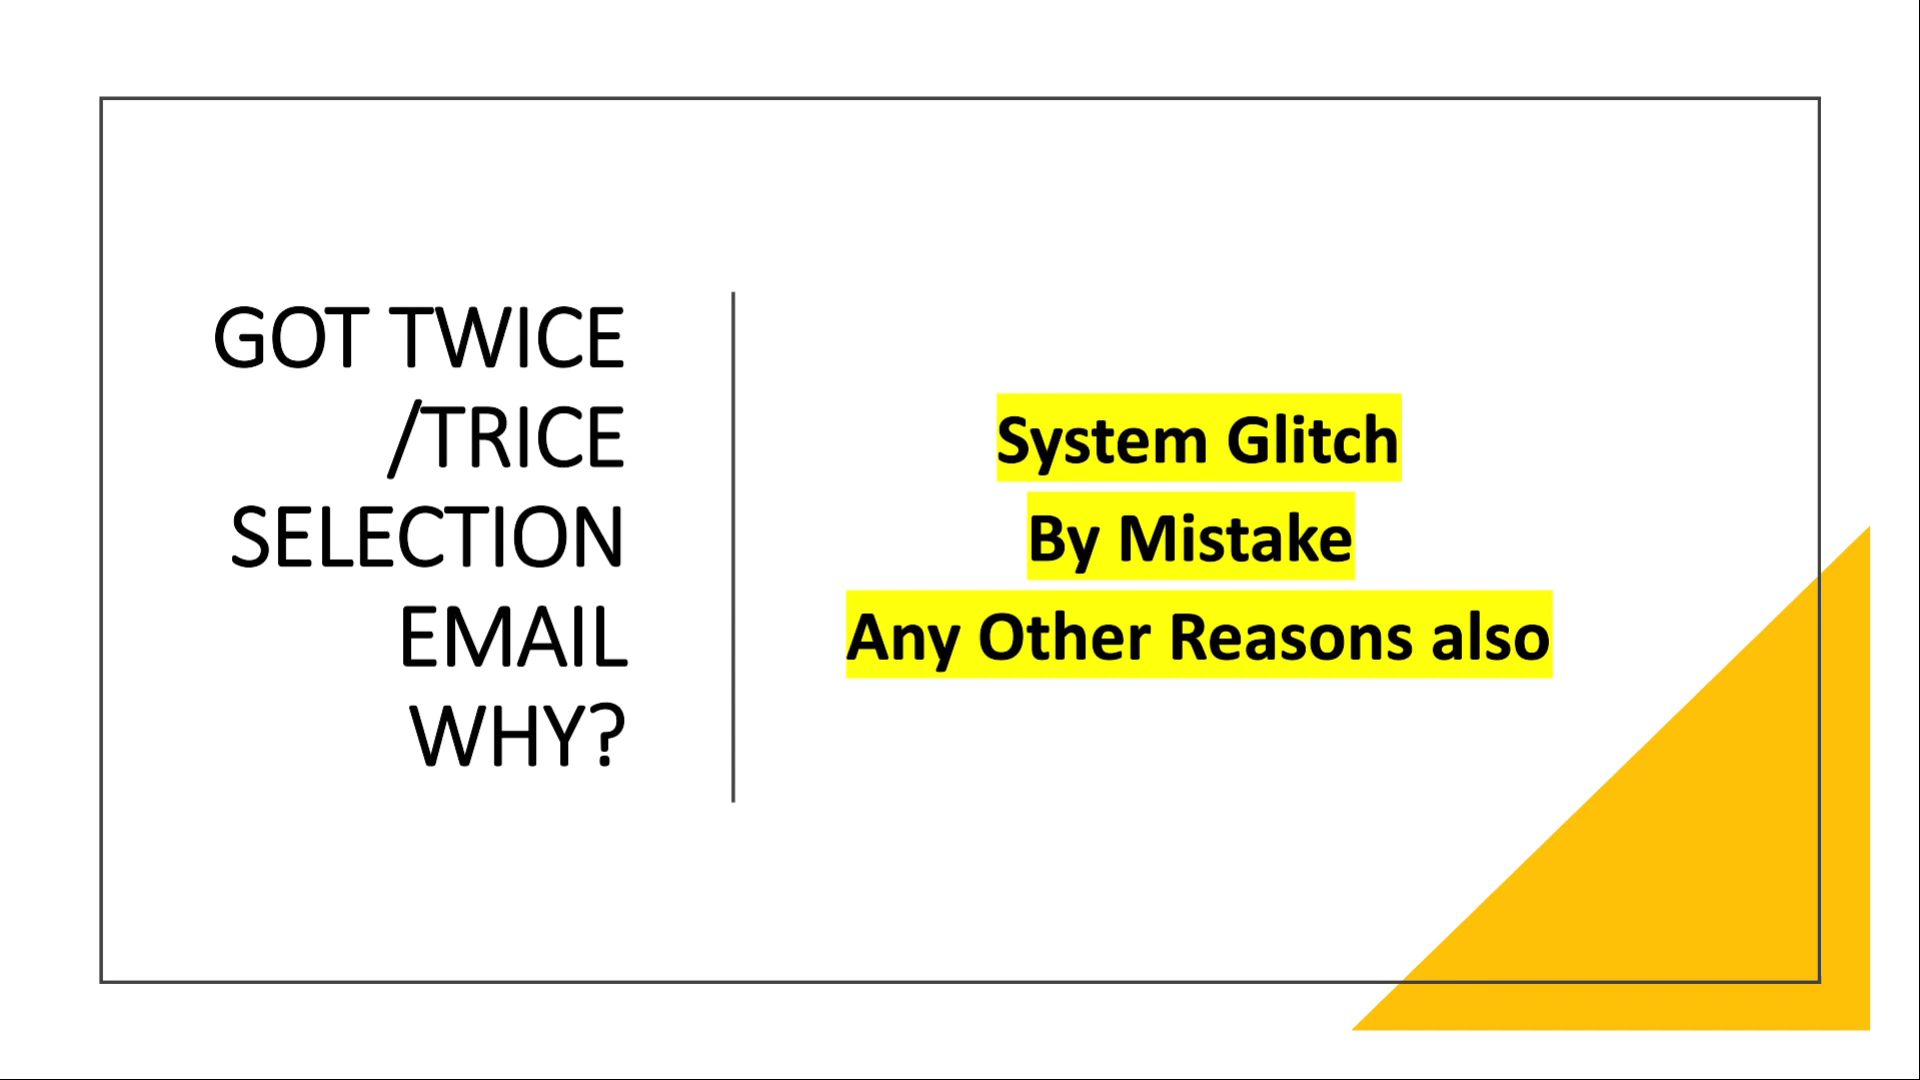 GOT TWICE
/TRICE
SELECTION
EMAIL
WHY?
System Glitch
By Mistake
Any Other Reasons also